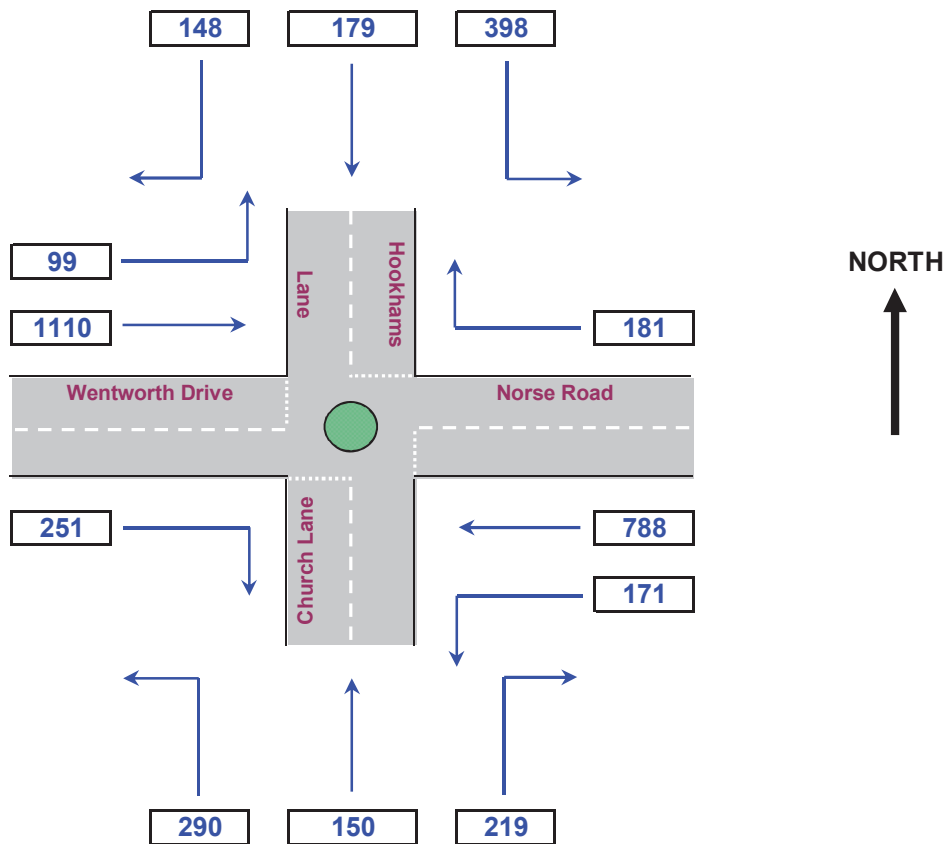 148 179 398
99
Lane
Hookhams
NORTH
1110
181
Wentworth Drive
Norse Road
251
Church Lane
788
171
290 150 219